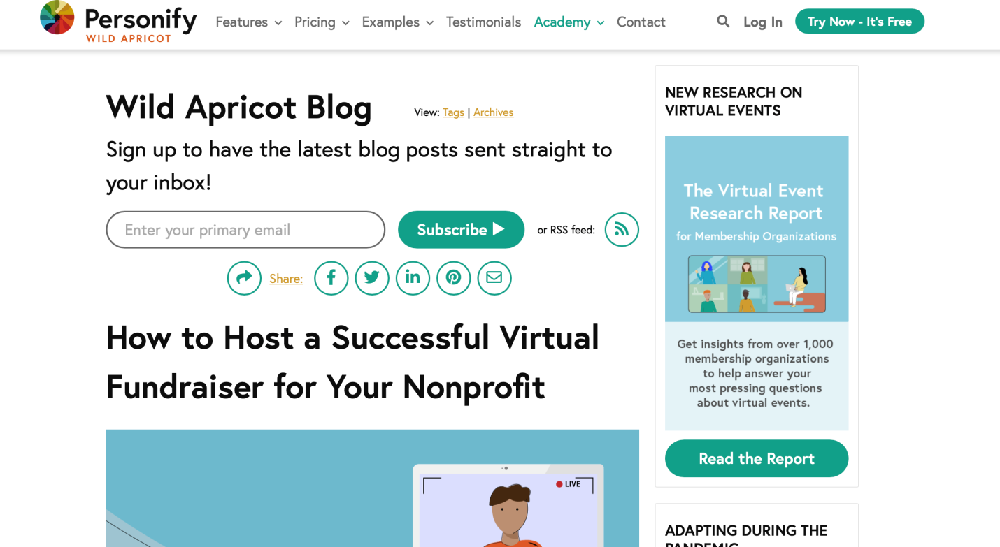 Personify
WILD APRICOT
Features
Pricing
Examples
Testimonials
Academy
Contact
Log In
Try Now - It's Free
Wild Apricot Blog
View: Tags | Archives
Sign up to have the latest blog posts sent straight to
your inbox!
Enter your primary email
Subscribe
or RSS feed:
Share:
How to Host a Successful Virtual
Fundraiser for Your Nonprofit
LIVE
NEW RESEARCH ON
VIRTUAL EVENTS
The Virtual Event
Research Report
for Membership Organizations
Get insights from over 1,000
membership organizations
to help answer your
most pressing questions
about virtual events.
Read the Report
ADAPTING DURING THE
PANDEMIC